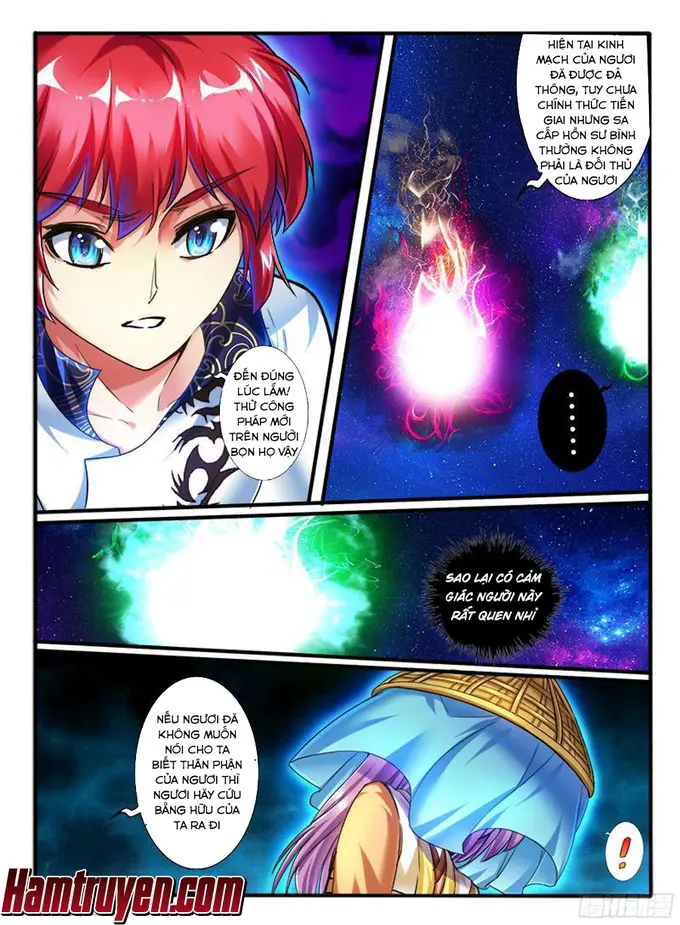 HIỆN TẠI KINH
MẠCH CỦA NGƯƠI
ĐÃ ĐƯỢC ĐẢ
THÔNG, TUY CHƯA
CHÍNH THỨC TIẾN
GIAI NHƯNG SA
CẤP HỒN SƯ BÌNH
THƯỜNG KHÔNG
PHẢI LÀ ĐỐI THỦ
CỦA NGƯƠI
ĐẾN ĐÚNG
LÚC LẮM!
THỬ CÔNG
PHÁP MỚI
TRÊN NGƯỜI
BỌN HỌ VẬY
......
SAO LẠI CÓ CẢM
GIÁC NGƯỜI NÀY
RẤT QUEN NHỈ
NẾU NGƯƠI ĐÃ
KHÔNG MUỐN
NÓI CHO TA
BIẾT THÂN PHẬN
CỦA NGƯƠI THÌ
NGƯƠI HÃY CỨU
BẰNG HỮU CỦA
TA RA ĐI
!
Hamtruyen.com